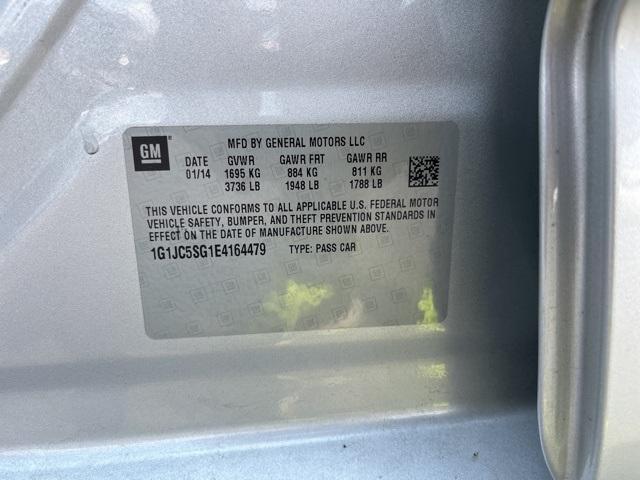 GM
MFD BY GENERAL MOTORS LLC
DATE GVWR GAWR FRT GAWR RR
01/14 1695 KG 884 KG 811 KG
3736 LB 1948 LB 1788 LB
THIS VEHICLE CONFORMS TO ALL APPLICABLE U.S. FEDERAL MOTOR
VEHICLE SAFETY, BUMPER, AND THEFT PREVENTION STANDARDS IN
EFFECT ON THE DATE OF MANUFACTURE SHOWN ABOVE.
1G1JC5SG1E4164479 TYPE: PASS CAR